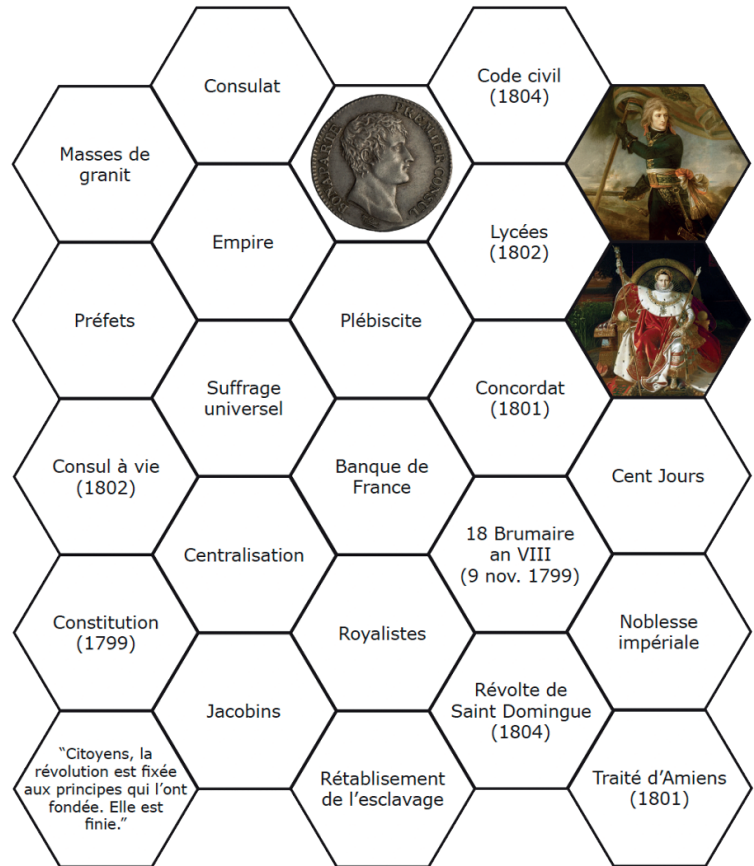 Consulat
Code civil
(1804)
BONAPARTE PREMIER CONSUL.
Masses de
granit
Empire
Lycées
(1802)
Préfets
Plébiscite
Suffrage
universel
Concordat
(1801)
Consul à vie
(1802)
Banque de
France
Cent Jours
Centralisation
18 Brumaire
an VIII
(9 nov. 1799)
Constitution
(1799)
Royalistes
Noblesse
impériale
Jacobins
Révolte de
Saint Domingue
(1804)
“Citoyens, la
révolution est fixée
aux principes qui l’ont
fondée. Elle est
finie.”
Rétablisement
de l’esclavage
Traité d’Amiens
(1801)